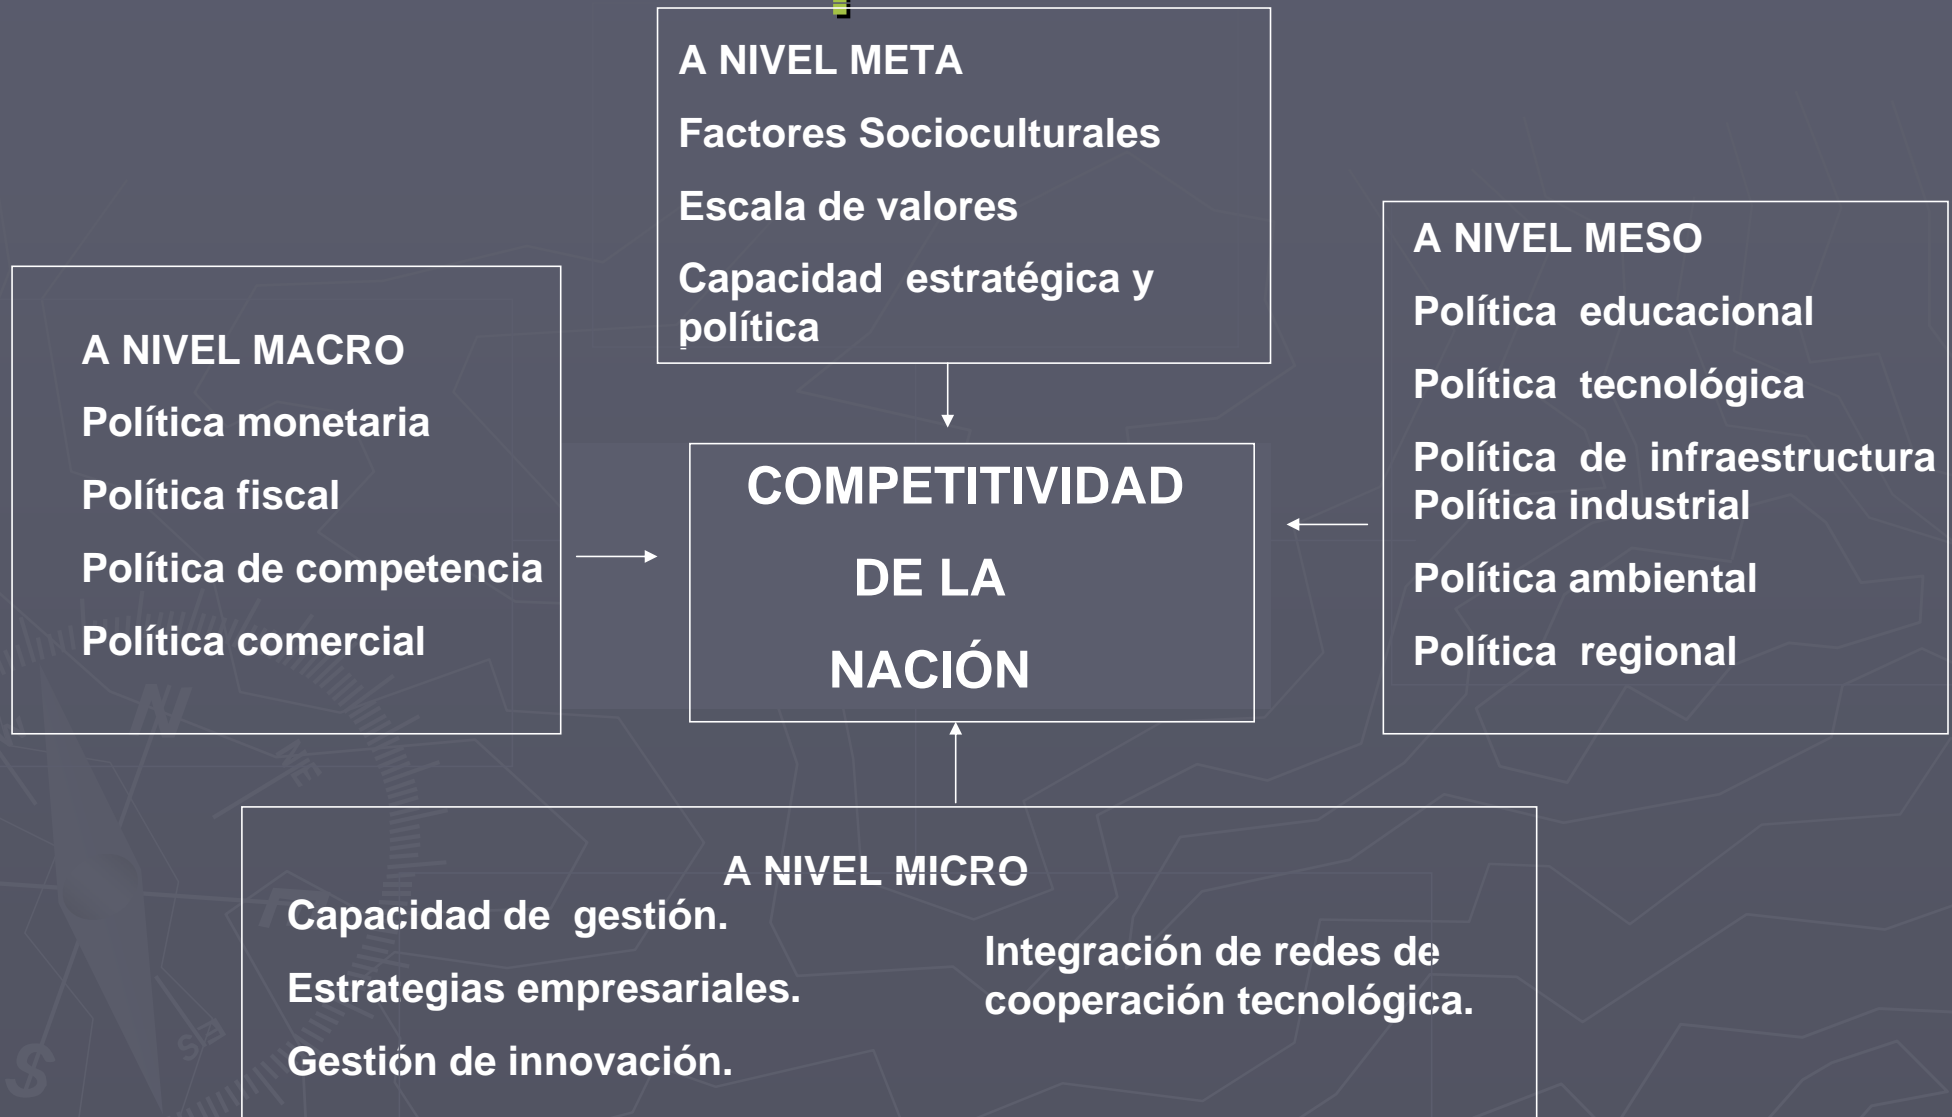 A NIVEL META
Factores Socioculturales
Escala de valores
Capacidad estratégica y
política
A NIVEL MACRO
Política monetaria
Política fiscal
Política de competencia
Política comercial
COMPETITIVIDAD
DE LA
NACIÓN
A NIVEL MESO
Política educacional
Política tecnológica
Política de infraestructura
Política industrial
Política ambiental
Política regional
A NIVEL MICRO
Capacidad de gestión.
Estrategias empresariales.
Gestión de innovación.
Integración de redes de
cooperación tecnológica.
N
NE
E
SE
S